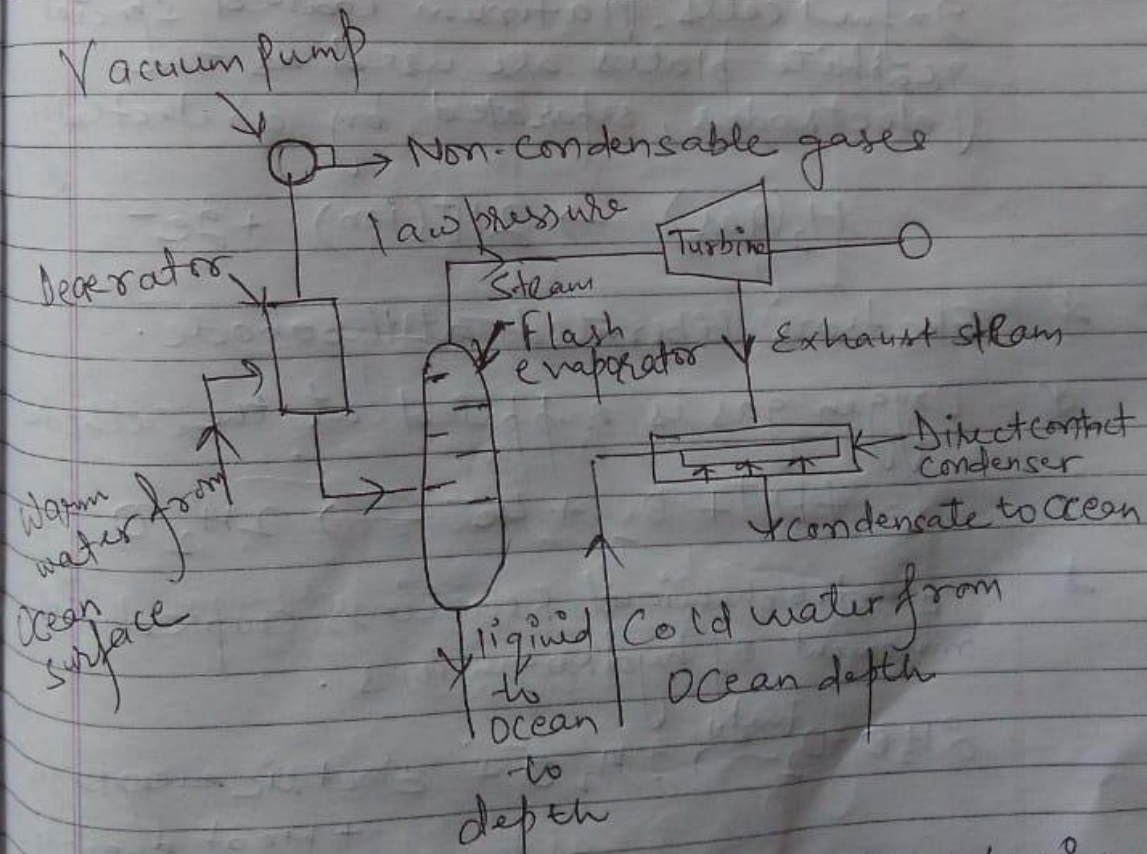 Vacuum pump
Non-condensable gases
law pressure
Steam
Turbine
Deaerator
Flash
evaporator
Exhaust steam
Direct contact
condenser
condensate to ocean
Warm
water from
ocean
surface
liquid
to
ocean
to
depth
Cold water from
ocean depth